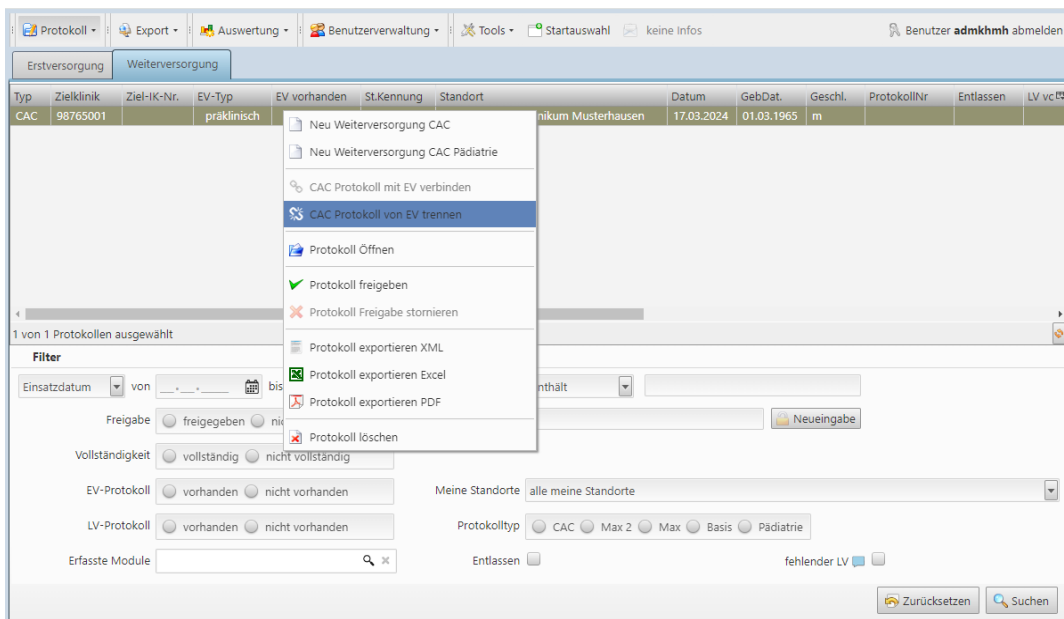 Protokoll Export Auswertung Benutzerverwaltung Tools Startauswahl keine Infos Benutzer admkhmh abmelden
Erstversorgung Weiterversorgung
Typ Zielklinik Ziel-IK-Nr. EV-Typ EV vorhanden St.Kennung Standort Datum GebDat. Geschl. ProtokollNr Entlassen LV vc
CAC 98765001 präklinisch nikum Musterhausen 17.03.2024 01.03.1965 m
Neu Weiterversorgung CAC
Neu Weiterversorgung CAC Pädiatrie
CAC Protokoll mit EV verbinden
CAC Protokoll von EV trennen
Protokoll Öffnen
Protokoll freigeben
Protokoll Freigabe stornieren
Protokoll exportieren XML
Protokoll exportieren Excel
Protokoll exportieren PDF
Protokoll löschen
1 von 1 Protokollen ausgewählt
Filter
Einsatzdatum von __.__.____ bis nthält
Freigabe freigegeben nic Neueingabe
Vollständigkeit vollständig nicht vollständig
EV-Protokoll vorhanden nicht vorhanden Meine Standorte alle meine Standorte
LV-Protokoll vorhanden nicht vorhanden Protokolltyp CAC Max 2 Max Basis Pädiatrie
Erfasste Module Entlassen fehlender LV
Zurücksetzen Suchen